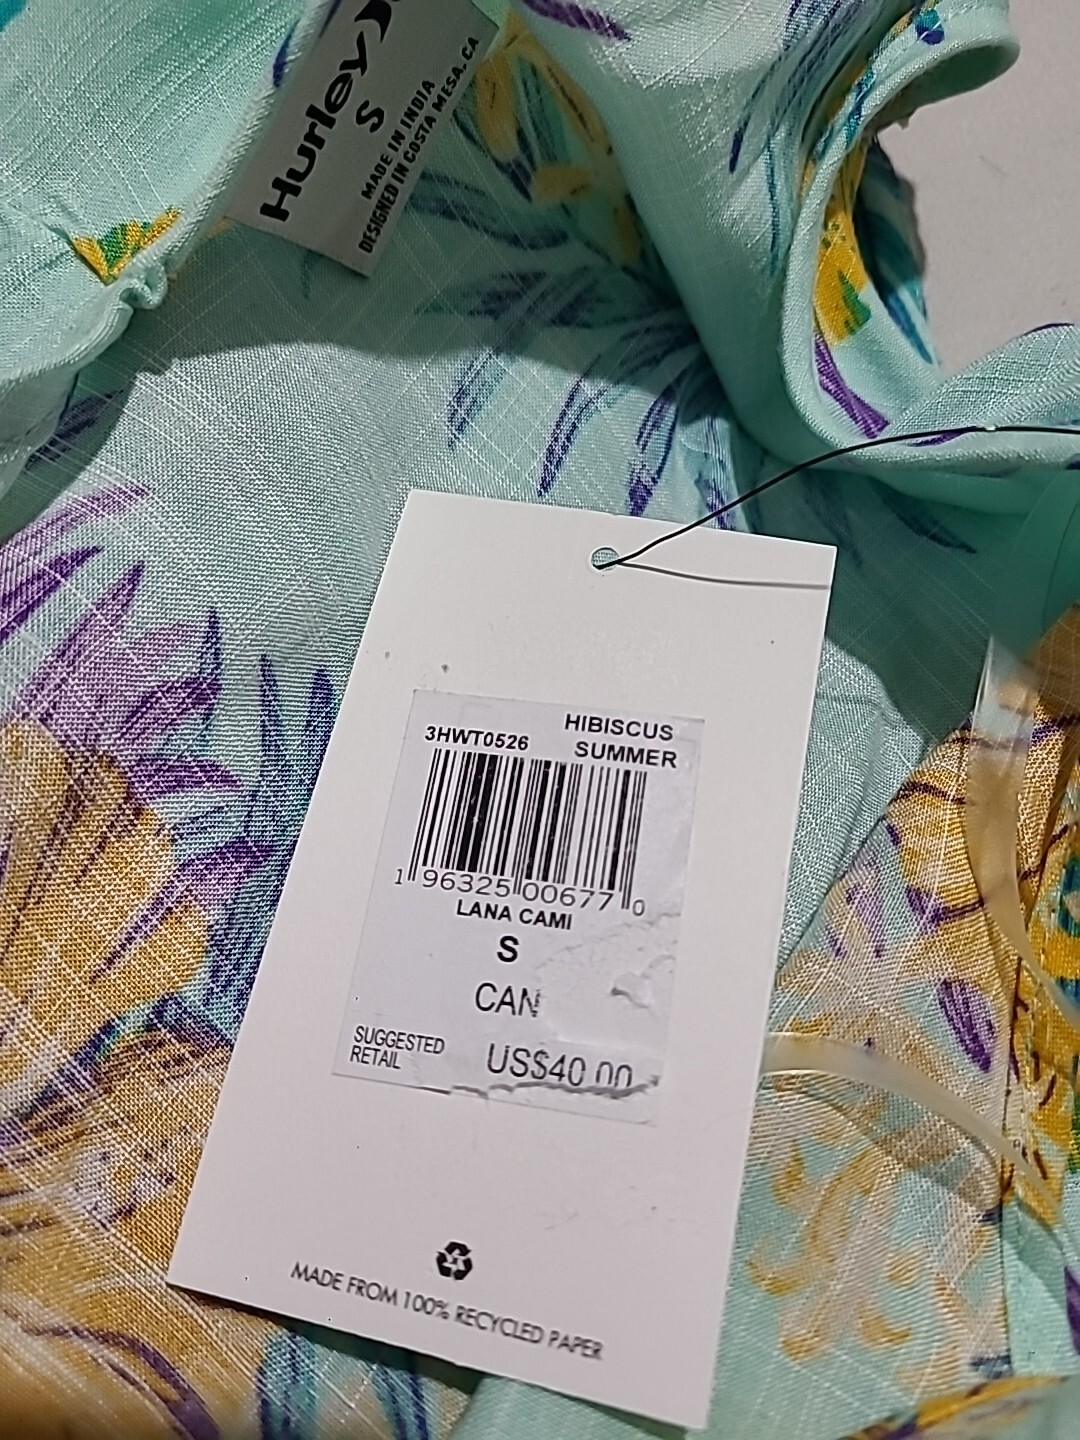 Hurley)(
S
MADE IN INDIA
DESIGNED IN COSTA MESA, CA
HIBISCUS
3HWT0526 SUMMER
1 96325 00677 0
LANA CAMI
S
CAN
SUGGESTED
RETAIL
US$40.00
MADE FROM 100% RECYCLED PAPER